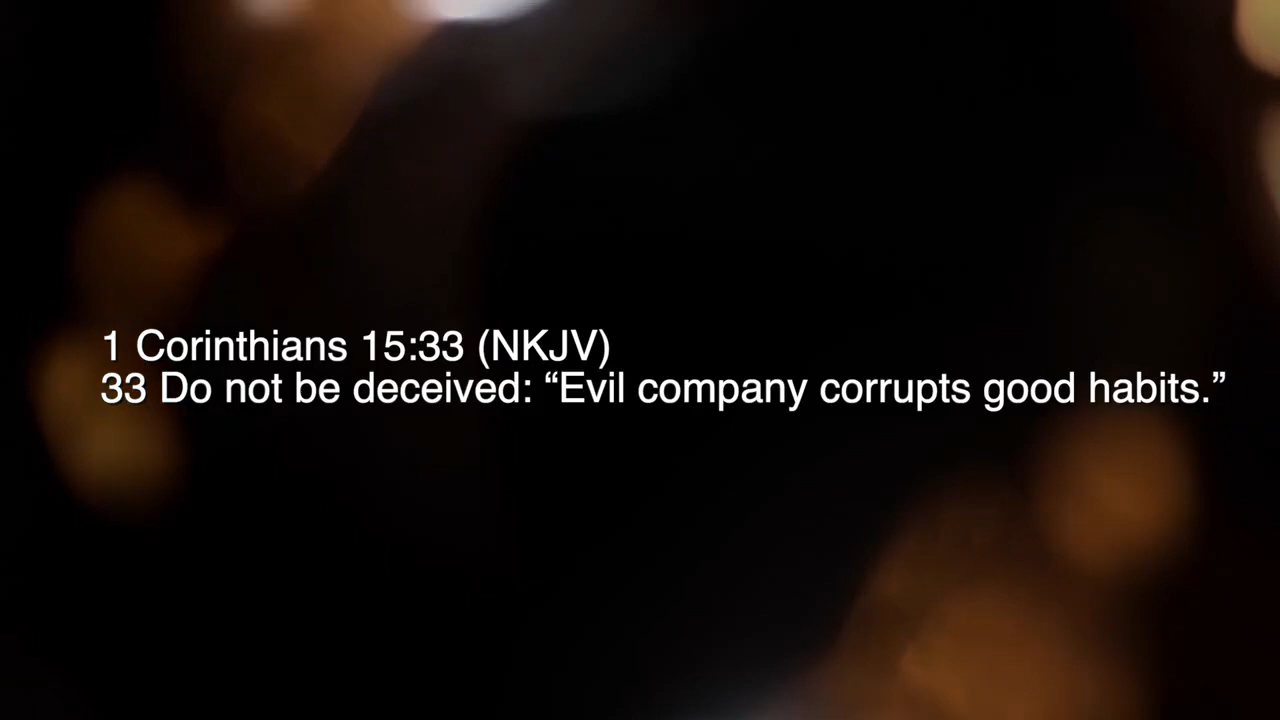 1 Corinthians 15:33 (NKJV)
33 Do not be deceived: “Evil company corrupts good habits.”